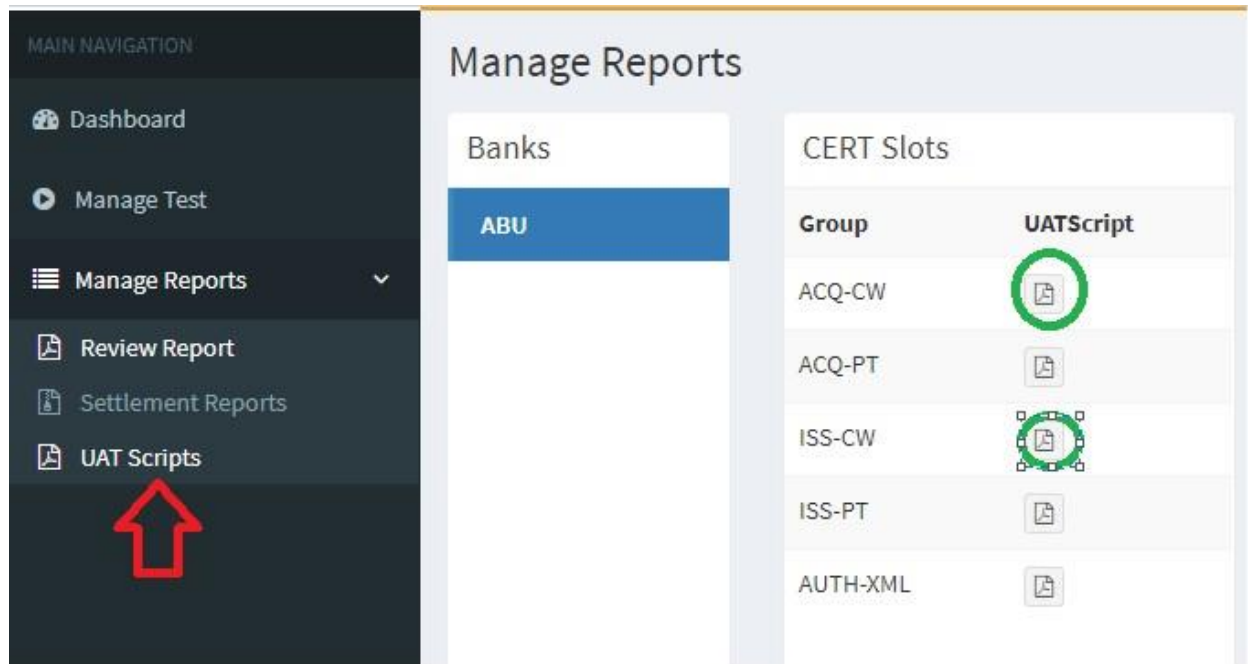 MAIN NAVIGATION
Dashboard
Manage Test
Manage Reports
Review Report
Settlement Reports
UAT Scripts
Manage Reports
Banks
ABU
CERT Slots
Group UATScript
ACQ-CW
ACQ-PT
ISS-CW
ISS-PT
AUTH-XML